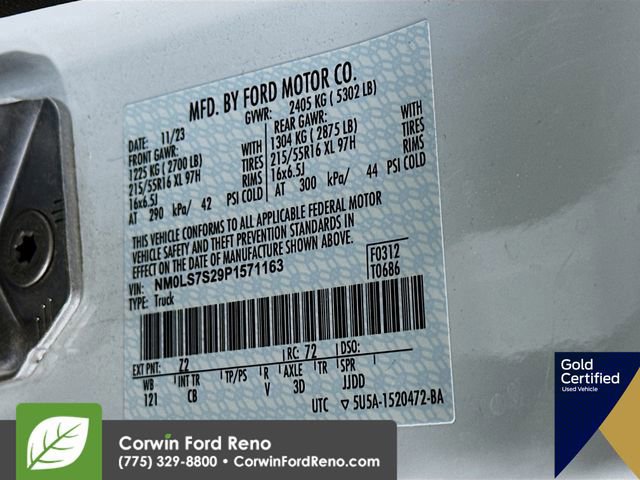 MFD. BY FORD MOTOR CO.
GVWR: 2405 KG ( 5302 LB)
DATE: 11/23
FRONT GAWR: WITH
1225 KG ( 2700 LB) TIRES
215/55R16 XL 97H RIMS
16x6.5J
AT 290 kPa/ 42 PSI COLD
REAR GAWR: WITH
1304 KG ( 2875 LB) TIRES
215/55R16 XL 97H RIMS
16x6.5J
AT 300 kPa/ 44 PSI COLD
THIS VEHICLE CONFORMS TO ALL APPLICABLE FEDERAL MOTOR
VEHICLE SAFETY AND THEFT PREVENTION STANDARDS IN
EFFECT ON THE DATE OF MANUFACTURE SHOWN ABOVE.
VIN: NM0LS7S29P1571163
TYPE: Truck
F0312
T0686
EXT PNT: 72 RC: 72 DSO:
WB INT TR TP/PS R AXLE TR SPR
121 CB V 3D JJDD
UTC ▽5U5A-1520472-BA
Gold
Certified
Used Vehicle
Corwin Ford Reno
(775) 329-8800 • CorwinFordReno.com